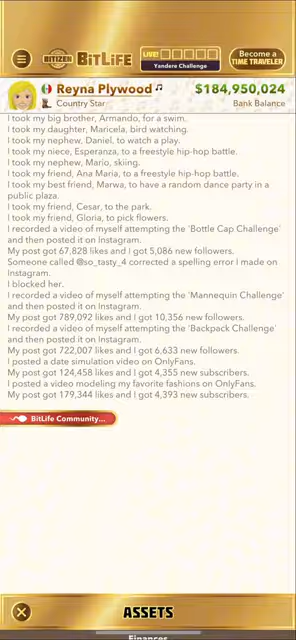 BITIZEN
BitLife
LIVE!
Yandere Challenge
Become a
TIME TRAVELER
Reyna Plywood
$184,950,024
Country Star
Bank Balance
I took my big brother, Armando, for a swim.
I took my daughter, Maricela, bird watching.
I took my nephew, Daniel, to watch a play.
I took my niece, Esperanza, to a freestyle hip-hop battle.
I took my nephew, Mario, skiing.
I took my friend, Ana Maria, to a freestyle hip-hop battle.
I took my best friend, Marwa, to have a random dance party in a
public plaza.
I took my friend, Cesar, to the park.
I took my friend, Gloria, to pick flowers.
I recorded a video of myself attempting the 'Bottle Cap Challenge'
and then posted it on Instagram.
My post got 67,828 likes and I got 5,086 new followers.
Someone called @so_tasty_4 corrected a spelling error I made on
Instagram.
I blocked her.
I recorded a video of myself attempting the 'Mannequin Challenge'
and then posted it on Instagram.
My post got 789,092 likes and I got 10,356 new followers.
I recorded a video of myself attempting the 'Backpack Challenge'
and then posted it on Instagram.
My post got 722,007 likes and I got 6,633 new followers.
I posted a date simulation video on OnlyFans.
My post got 124,458 likes and I got 4,355 new subscribers.
I posted a video modeling my favorite fashions on OnlyFans.
My post got 179,344 likes and I got 4,393 new subscribers.
BitLife Community...
ASSETS
Finances